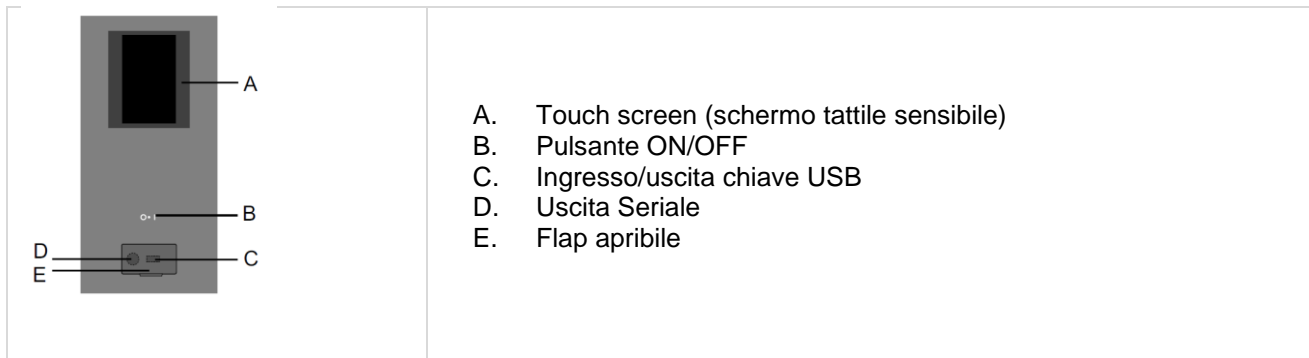 A
B
D
C
E
A. Touch screen (schermo tattile sensibile)
B. Pulsante ON/OFF
C. Ingresso/uscita chiave USB
D. Uscita Seriale
E. Flap apribile